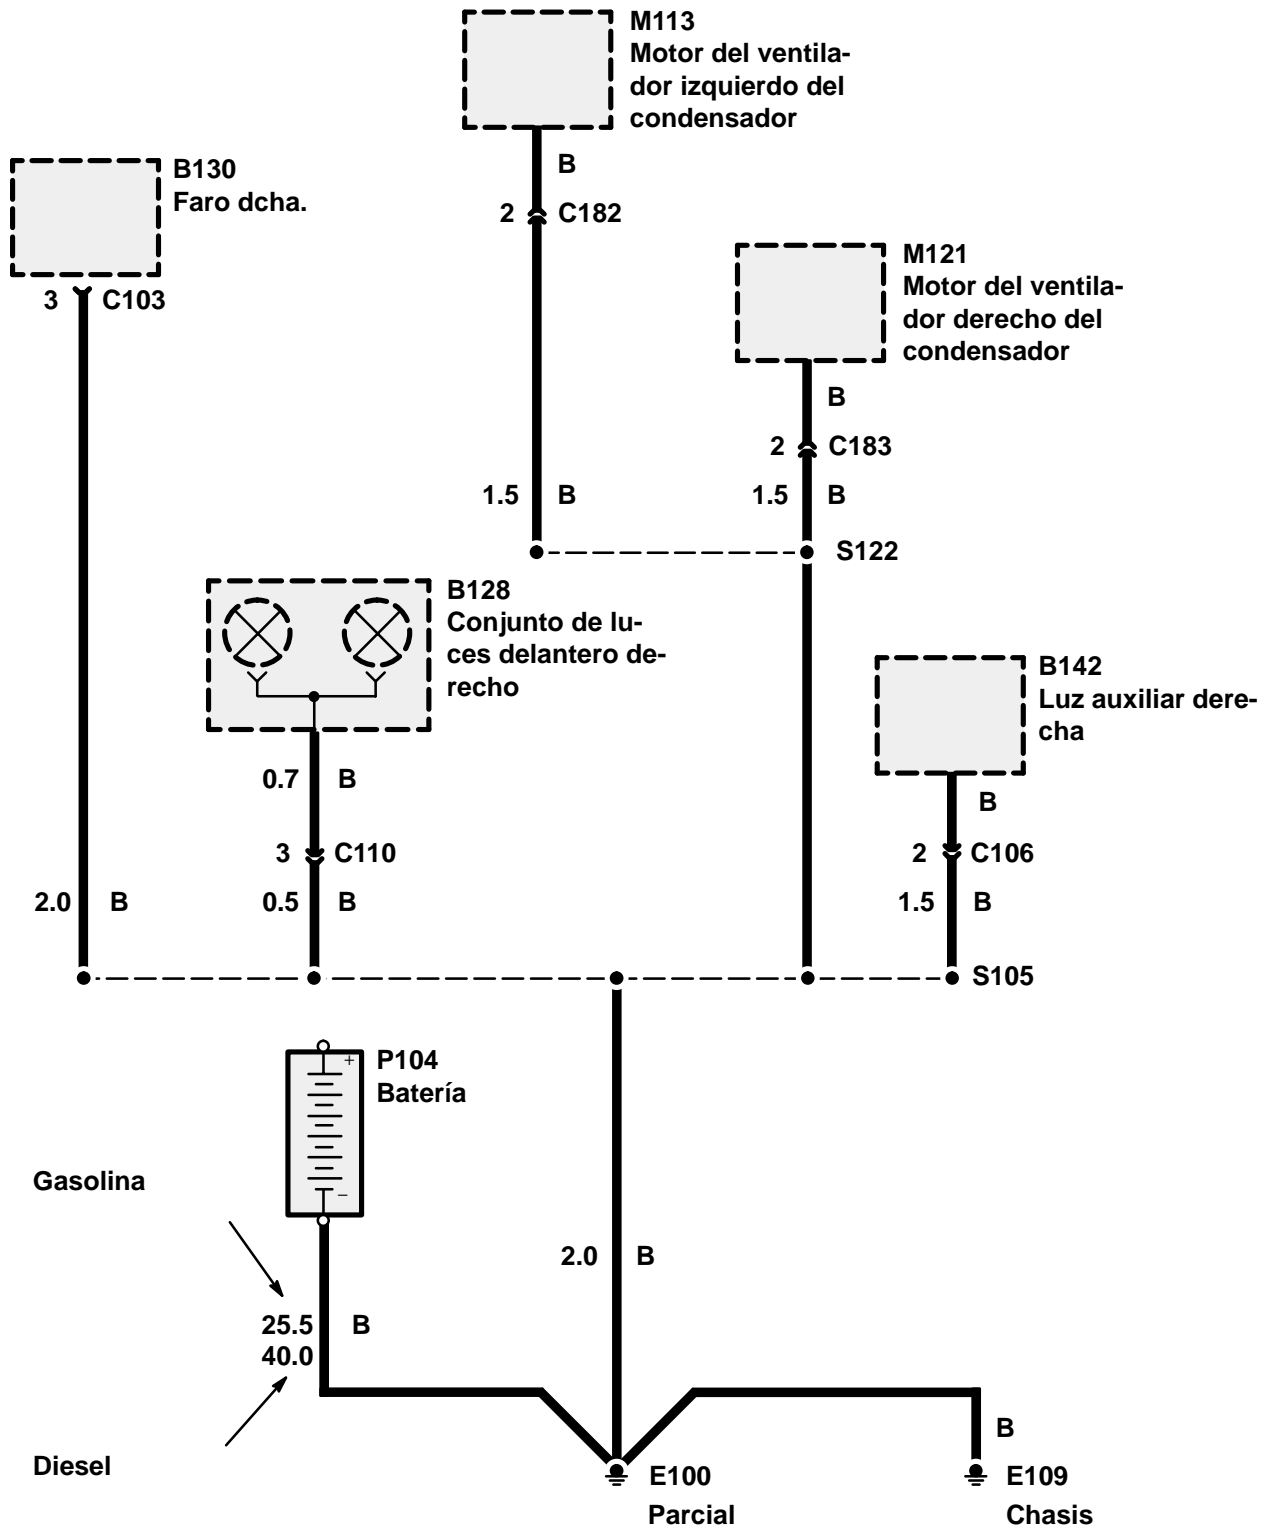 M113
Motor del ventila-
dor izquierdo del
condensador
B
2 C182
B130
Faro dcha.
3 C103
M121
Motor del ventila-
dor derecho del
condensador
B
2 C183
1.5 B
1.5 B
S122
B128
Conjunto de lu-
ces delantero de-
recho
B142
Luz auxiliar dere-
cha
0.7 B
B
3 C110
2 C106
2.0 B
0.5 B
1.5 B
S105
P104
Batería
+
−
Gasolina
2.0 B
25.5 B
40.0
Diesel
B
E100
Parcial
E109
Chasis